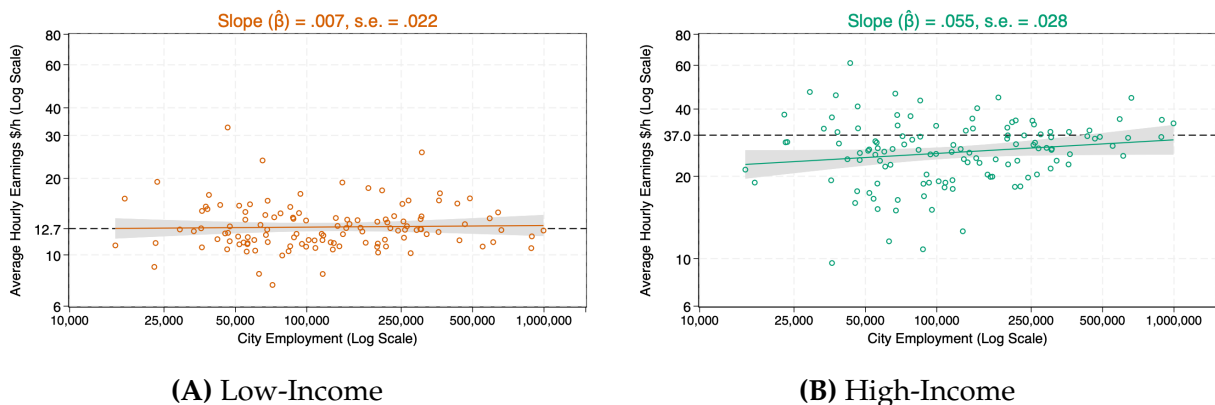 Slope (β̂) = .007, s.e. = .022
Average Hourly Earnings $/h (Log Scale)
80
60
40
30
20
12.7
10
6
10,000 25,000 50,000 100,000 250,000 500,000 1,000,000
City Employment (Log Scale)
(A) Low-Income
Slope (β̂) = .055, s.e. = .028
Average Hourly Earnings $/h (Log Scale)
80
60
40
37.0
20
10
6
10,000 25,000 50,000 100,000 250,000 500,000 1,000,000
City Employment (Log Scale)
(B) High-Income